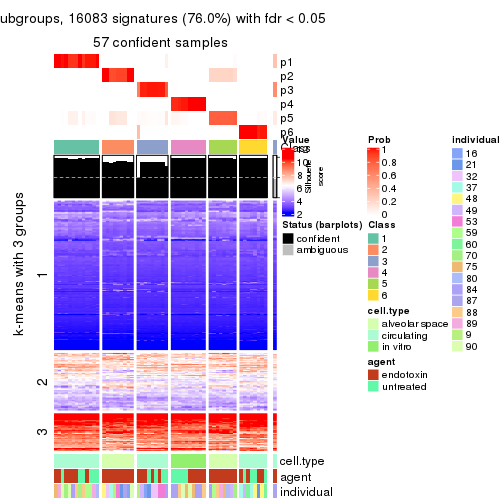 ubgroups, 16083 signatures (76.0%) with fdr < 0.05
57 confident samples
p1
p2
p3
p4
p5
p6
Class
Silhouette score
k-means with 3 groups
1
2
3
cell.type
agent
individual
Value
10
8
6
4
2
Status (barplots)
confident
ambiguous
Prob
1
0.8
0.6
0.4
0.2
0
Class
1
2
3
4
5
6
cell.type
alveolar space
circulating
in vitro
agent
endotoxin
untreated
individual
16
21
32
37
48
49
53
59
60
70
75
80
84
87
88
89
9
90